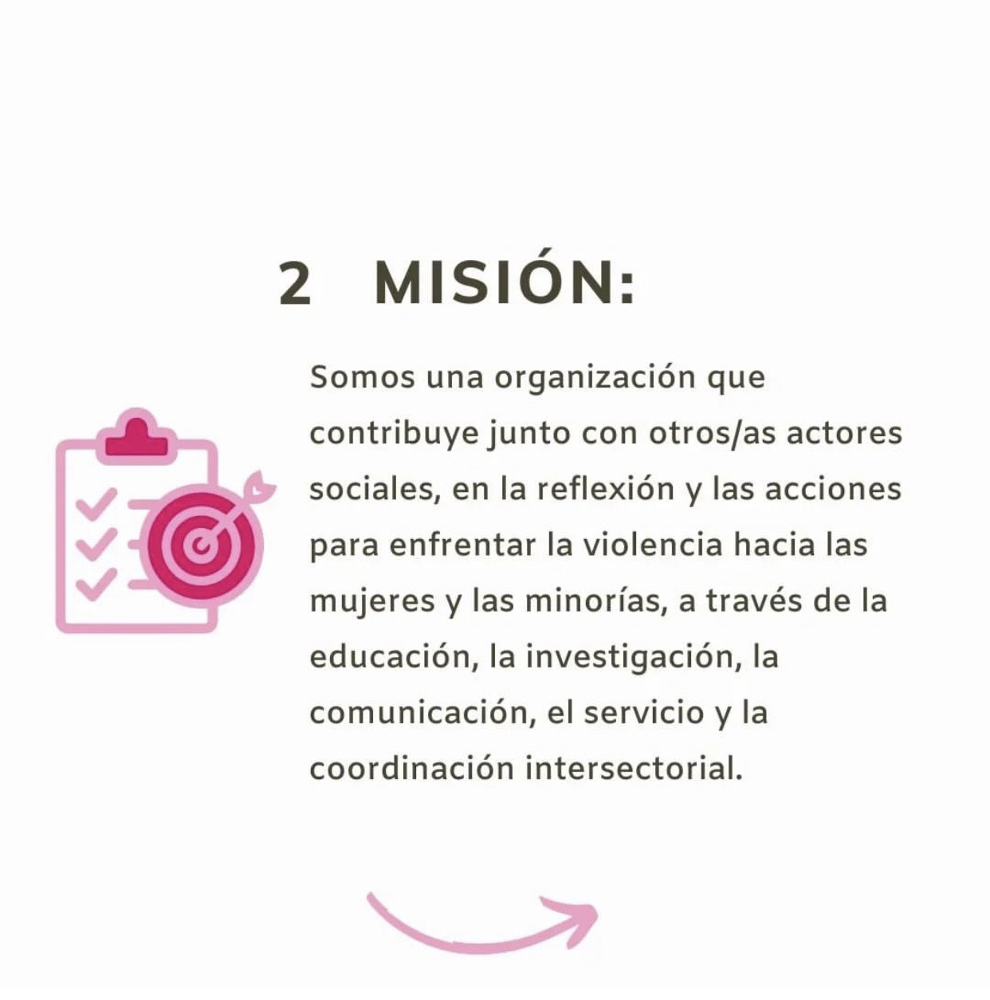 2 MISIÓN:
Somos una organización que
contribuye junto con otros/as actores
sociales, en la reflexión y las acciones
para enfrentar la violencia hacia las
mujeres y las minorías, a través de la
educación, la investigación, la
comunicación, el servicio y la
coordinación intersectorial.